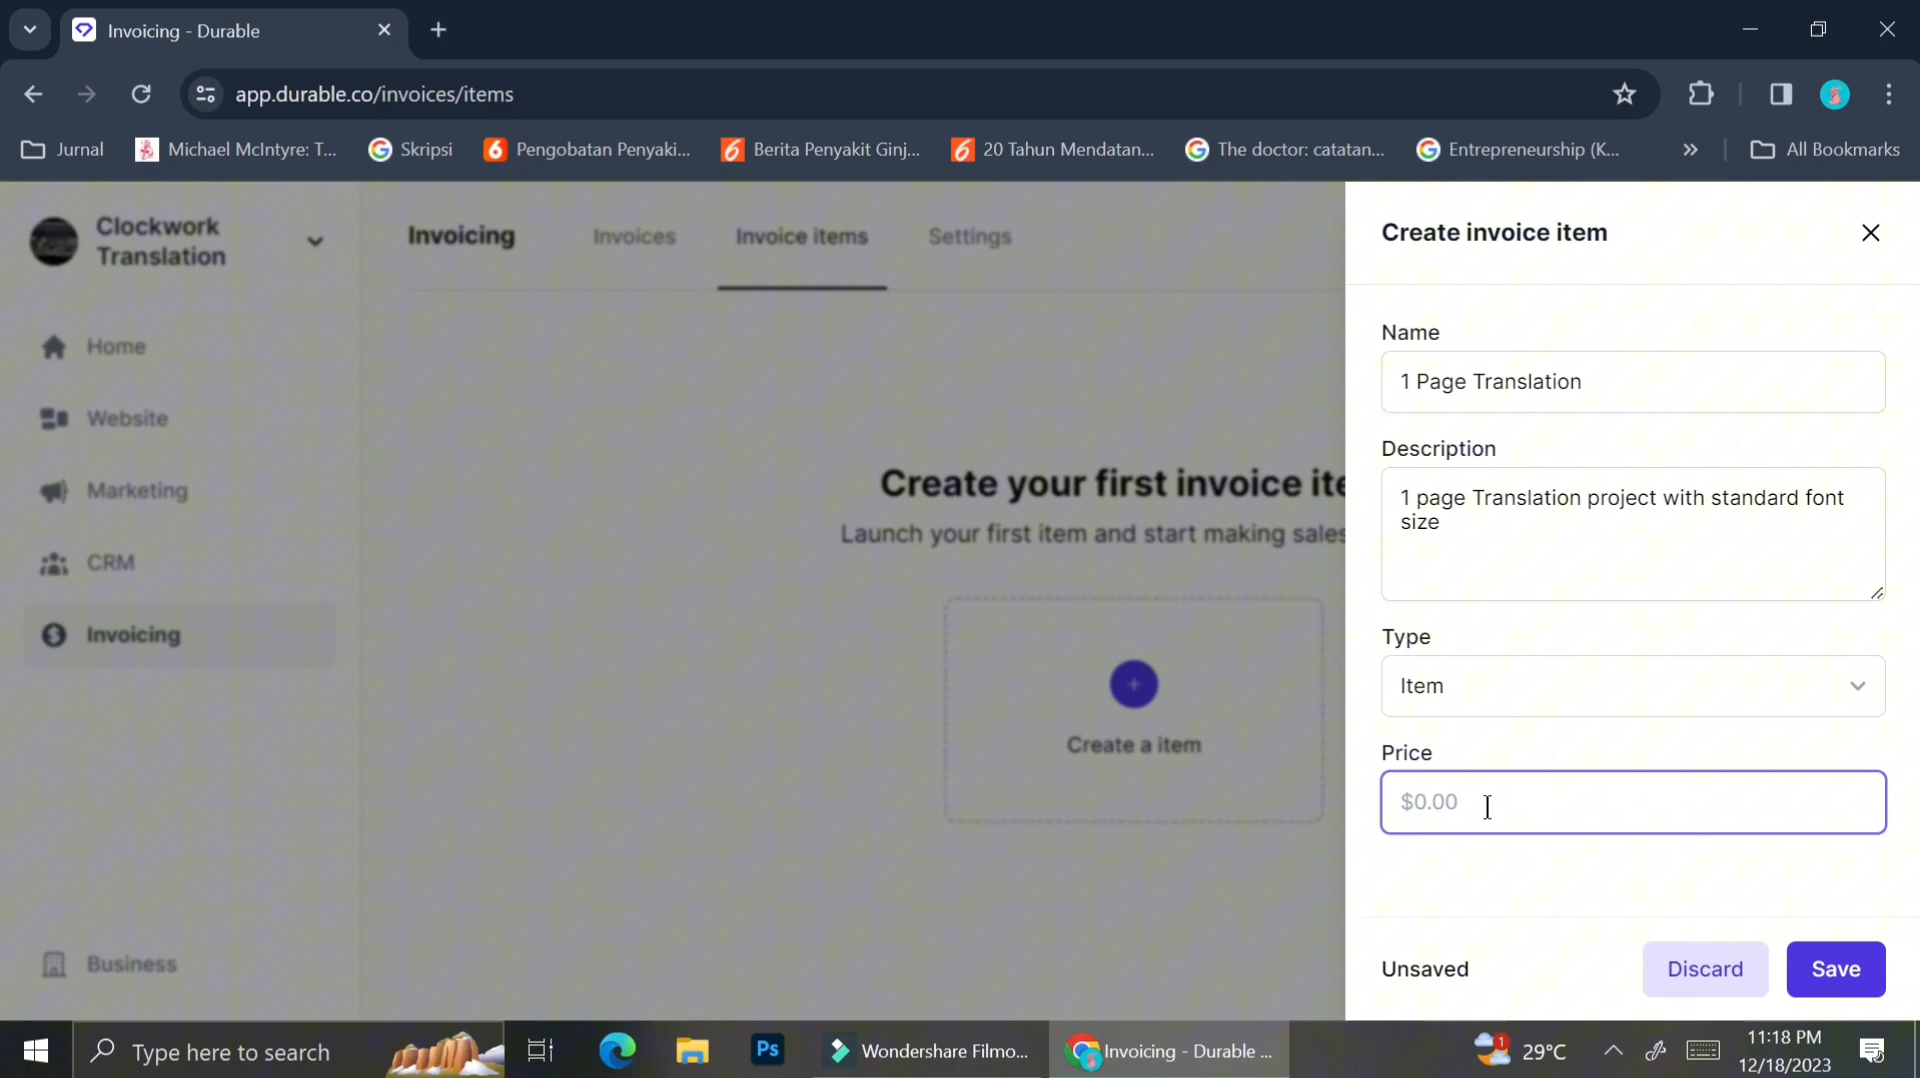 Invoicing - Durable
app.durable.co/invoices/items
Jurnal
Michael McIntyre: T...
Skripsi
Pengobatan Penyaki...
Berita Penyakit Ginj...
20 Tahun Mendatan...
The doctor: catatan...
Entrepreneurship (K...
All Bookmarks
Clockwork
Translation
Home
Website
Marketing
CRM
Invoicing
Business
Invoicing
Invoices
Invoice items
Settings
Create your first invoice ite
Launch your first item and start making sales
Create a item
Create invoice item
Name
1 Page Translation
Description
1 page Translation project with standard font
size
Type
Item
Price
$0.00
Unsaved
Discard
Save
Type here to search
Ps
Wondershare Filmo...
Invoicing - Durable ...
1
29°C
11:18 PM
12/18/2023